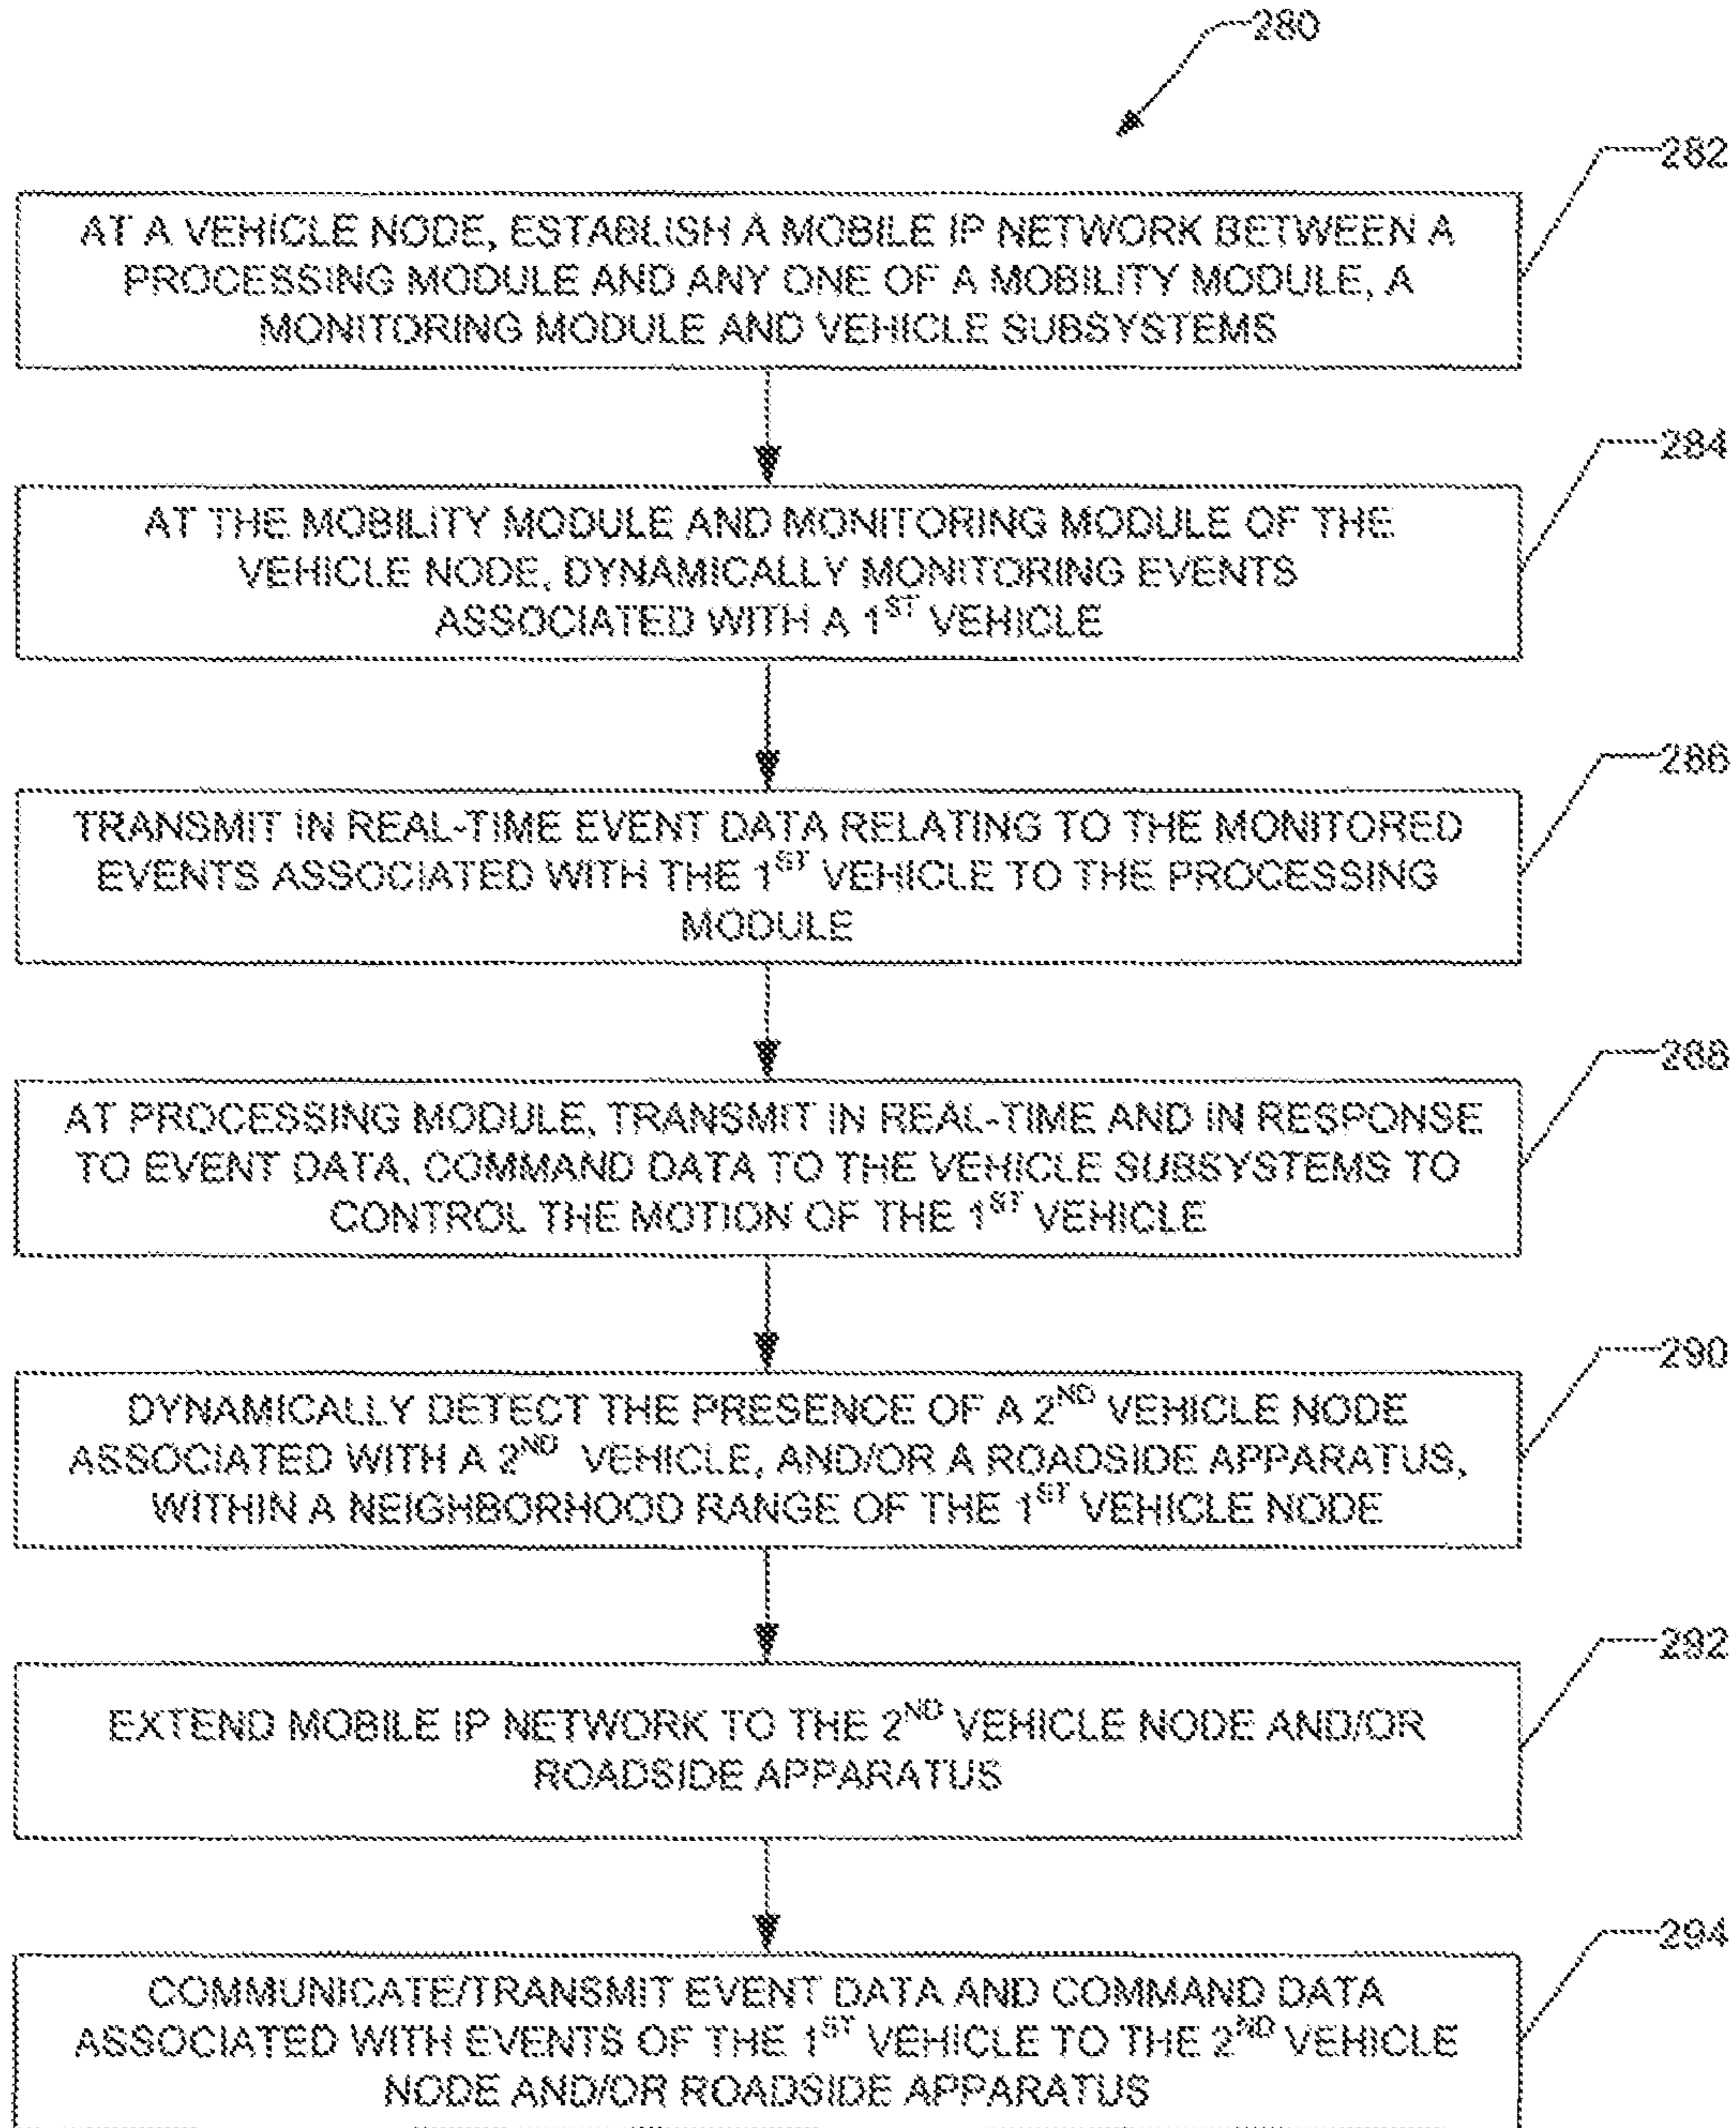 280
282
AT A VEHICLE NODE, ESTABLISH A MOBILE IP NETWORK BETWEEN A
PROCESSING MODULE AND ANY ONE OF A MOBILITY MODULE, A
MONITORING MODULE AND VEHICLE SUBSYSTEMS
284
AT THE MOBILITY MODULE AND MONITORING MODULE OF THE
VEHICLE NODE, DYNAMICALLY MONITORING EVENTS
ASSOCIATED WITH A 1ST VEHICLE
286
TRANSMIT IN REAL-TIME EVENT DATA RELATING TO THE MONITORED
EVENTS ASSOCIATED WITH THE 1ST VEHICLE TO THE PROCESSING
MODULE
288
AT PROCESSING MODULE, TRANSMIT IN REAL-TIME AND IN RESPONSE
TO EVENT DATA, COMMAND DATA TO THE VEHICLE SUBSYSTEMS TO
CONTROL THE MOTION OF THE 1ST VEHICLE
290
DYNAMICALLY DETECT THE PRESENCE OF A 2ND VEHICLE NODE
ASSOCIATED WITH A 2ND VEHICLE, AND/OR A ROADSIDE APPARATUS,
WITHIN A NEIGHBORHOOD RANGE OF THE 1ST VEHICLE NODE
292
EXTEND MOBILE IP NETWORK TO THE 2ND VEHICLE NODE AND/OR
ROADSIDE APPARATUS
294
COMMUNICATE/TRANSMIT EVENT DATA AND COMMAND DATA
ASSOCIATED WITH EVENTS OF THE 1ST VEHICLE TO THE 2ND VEHICLE
NODE AND/OR ROADSIDE APPARATUS